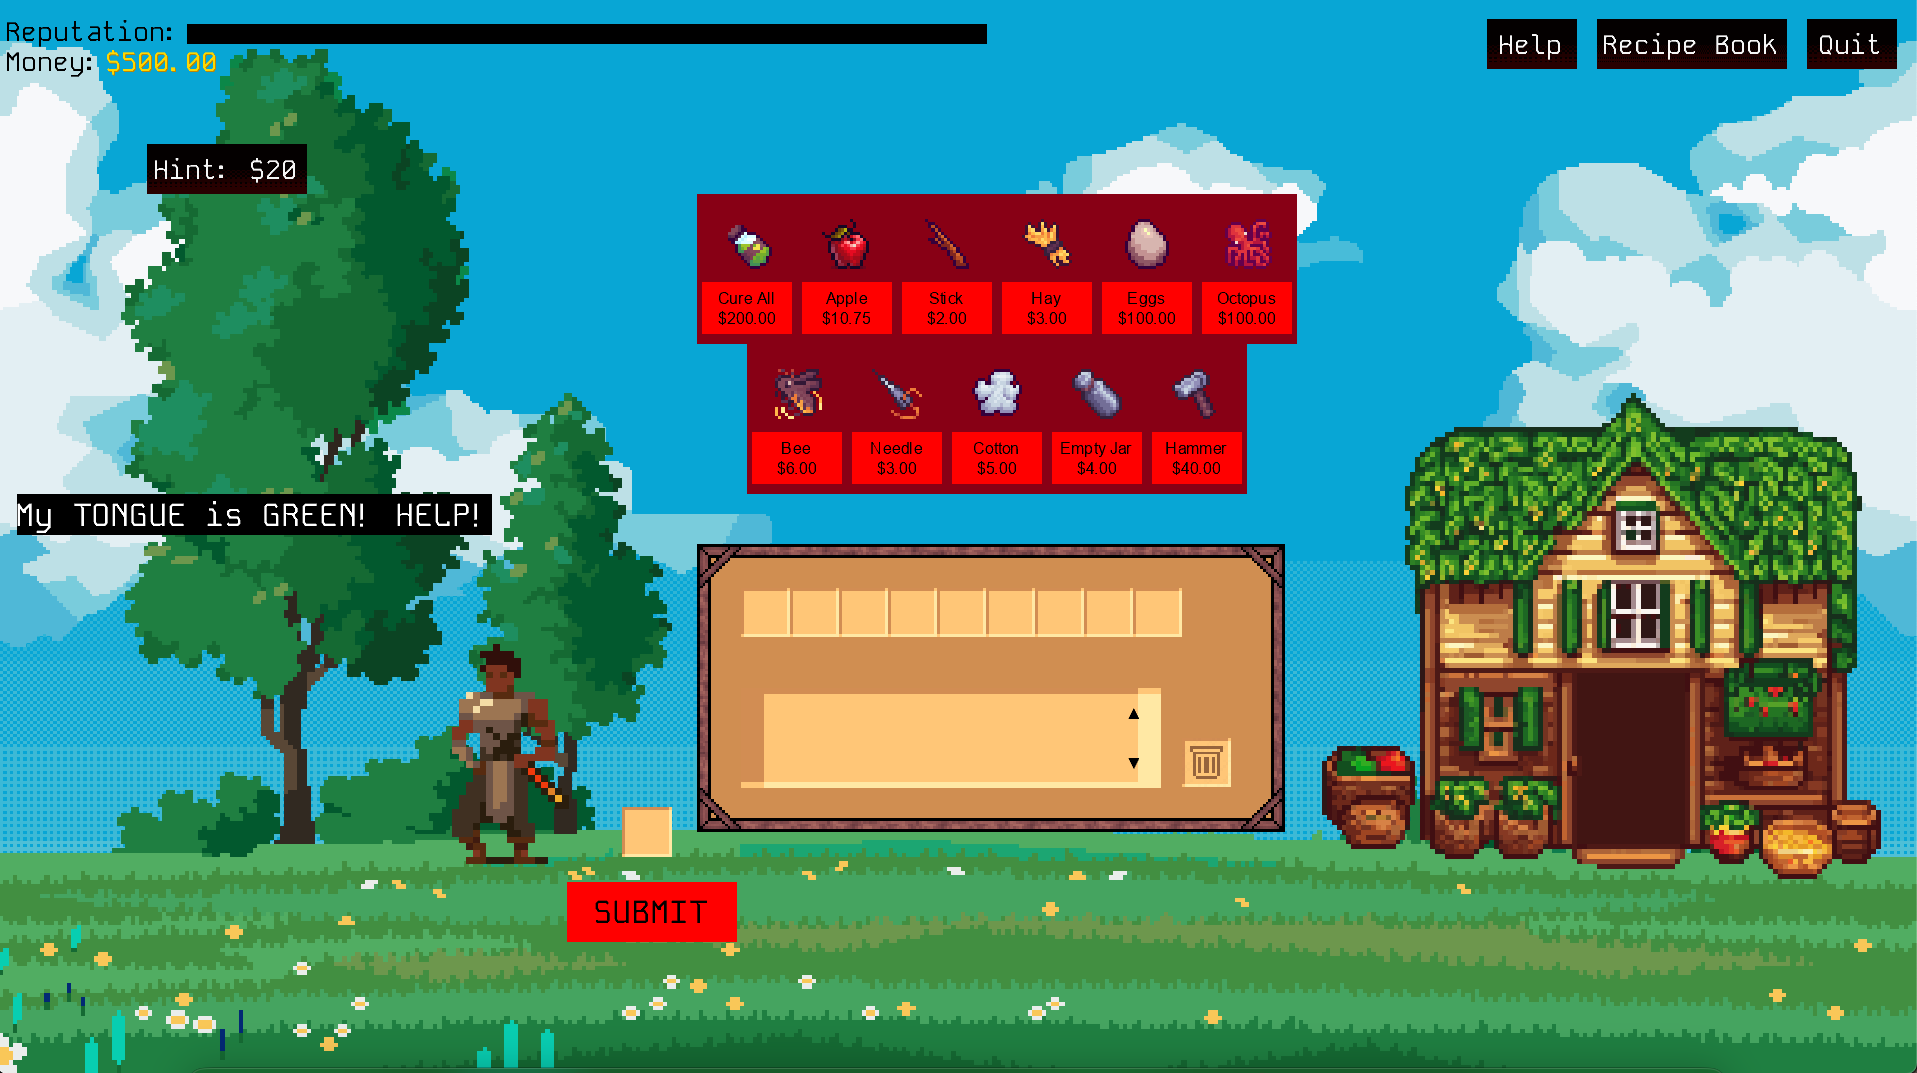 Reputation:
Money: $500.00
Help
Recipe Book
Quit
Hint: $20
Cure All
$200.00
Apple
$10.75
Stick
$2.00
Hay
$3.00
Eggs
$100.00
Octopus
$100.00
Bee
$6.00
Needle
$3.00
Cotton
$5.00
Empty Jar
$4.00
Hammer
$40.00
My TONGUE is GREEN! HELP!
SUBMIT